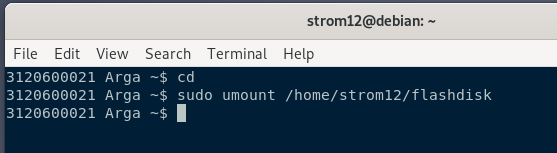 strom12@debian: ~
File Edit View Search Terminal Help
3120600021 Arga ~$ cd
3120600021 Arga ~$ sudo umount /home/strom12/flashdisk
3120600021 Arga ~$